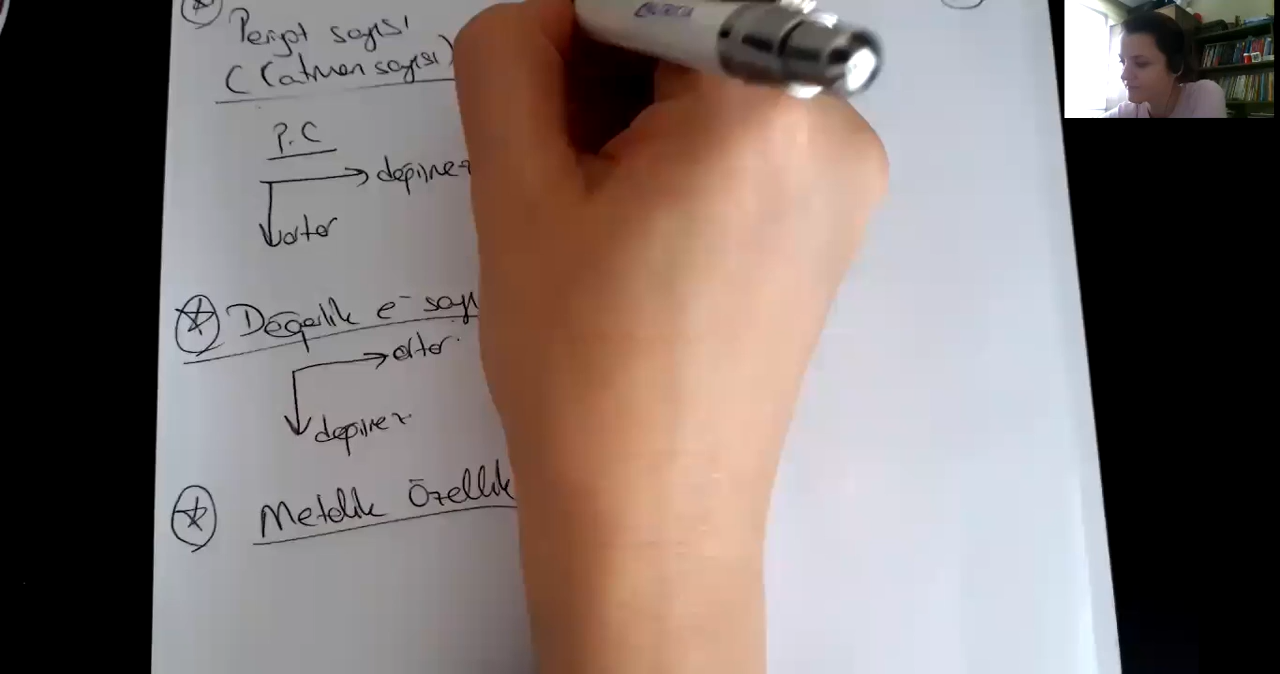 Periyot sayısı
(Katman sayısı)
P.C
değişmez
artar
Değerlik e⁻ sayı
artar.
değişmez
Metalik Özellik